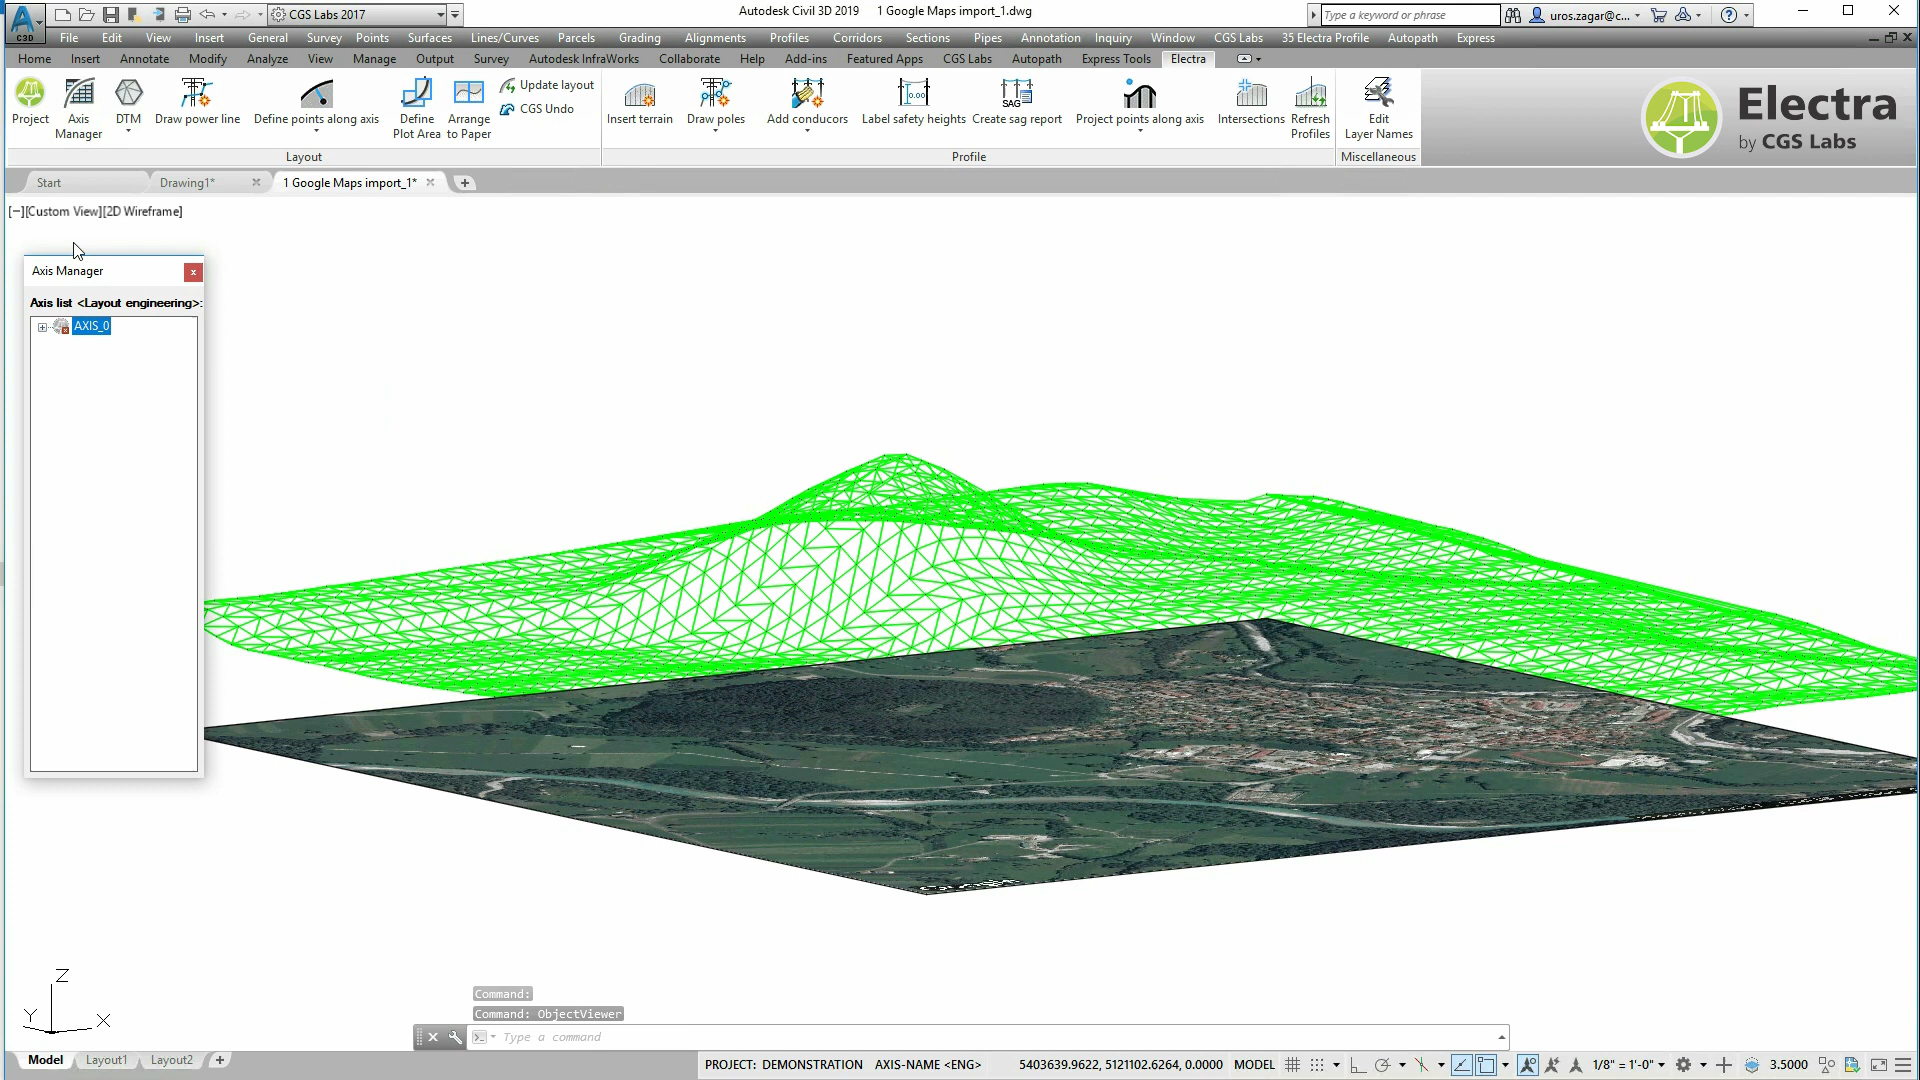 CGS Labs 2017 Autodesk Civil 3D 2019 1 Google Maps import_1.dwg Type a keyword or phrase uros.zagar@c...
C3D File Edit View Insert General Survey Points Surfaces Lines/Curves Parcels Grading Alignments Profiles Corridors Sections Pipes Annotation Inquiry Window CGS Labs 35 Electra Profile Autopath Express
Home Insert Annotate Modify Analyze View Manage Output Survey Autodesk InfraWorks Collaborate Help Add-ins Featured Apps CGS Labs Autopath Express Tools Electra
Project Axis Manager DTM Draw power line Define points along axis Define Plot Area Arrange to Paper Update layout CGS Undo Insert terrain Draw poles Add conducors Label safety heights Create sag report Project points along axis Intersections Refresh Profiles Edit Layer Names
0.00 SAG
Electra
by CGS Labs
Layout Profile Miscellaneous
Start Drawing1* 1 Google Maps import_1*
[−][Custom View][2D Wireframe]
Axis Manager x
Axis list <Layout engineering>:
AXIS_0
Z
Y X
Command:
Command: ObjectViewer
Type a command
Model Layout1 Layout2 +
PROJECT: DEMONSTRATION AXIS-NAME <ENG> 5403639.9622, 5121102.6264, 0.0000 MODEL 1/8" = 1'-0" 3.5000